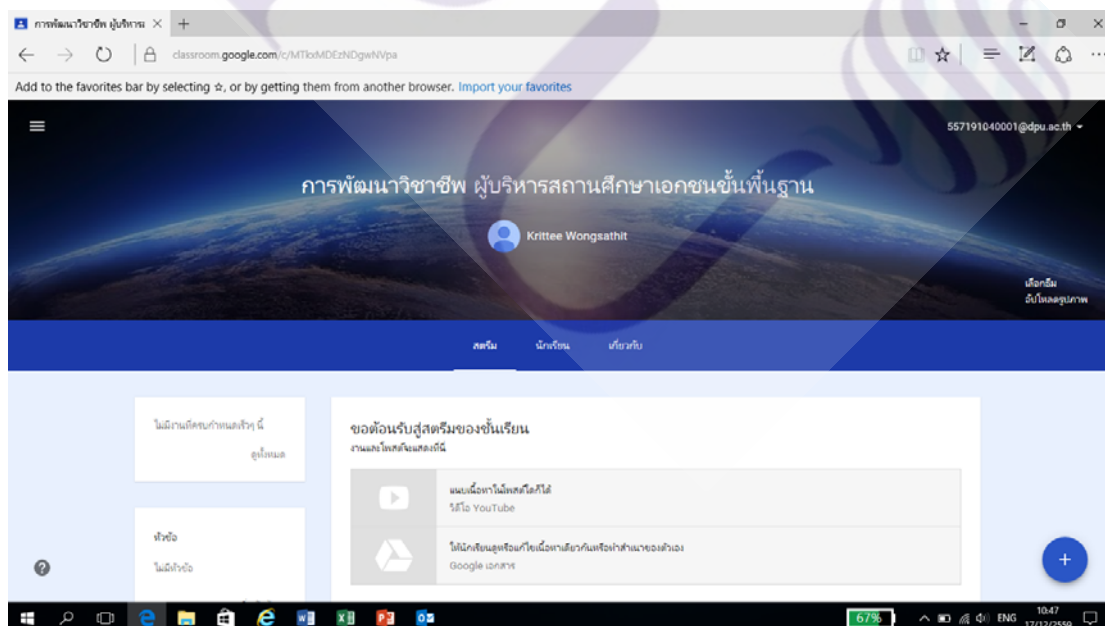 การพัฒนาวิชาชีพ ผู้บริหารส
classroom.google.com/c/MTkxMDEzNDgwNVpa
Add to the favorites bar by selecting ☆, or by getting them from another browser. Import your favorites
557191040001@dpu.ac.th
การพัฒนาวิชาชีพ ผู้บริหารสถานศึกษาเอกชนขั้นพื้นฐาน
Krittee Wongsathit
เลือกธีม
อัปโหลดรูปภาพ
สตรีม นักเรียน เกี่ยวกับ
ไม่มีงานที่ครบกำหนดเร็วๆ นี้
ดูทั้งหมด
ขอต้อนรับสู่สตรีมของชั้นเรียน
งานและโพสต์จะแสดงที่นี่
แนบเนื้อหาในโพสต์ใดก็ได้
วิดีโอ YouTube
หัวข้อ
ไม่มีหัวข้อ
ให้นักเรียนดูหรือแก้ไขเนื้อหาเดียวกันหรือทำสำเนาของตัวเอง
Google เอกสาร
67% ENG 10:47
17/12/2559